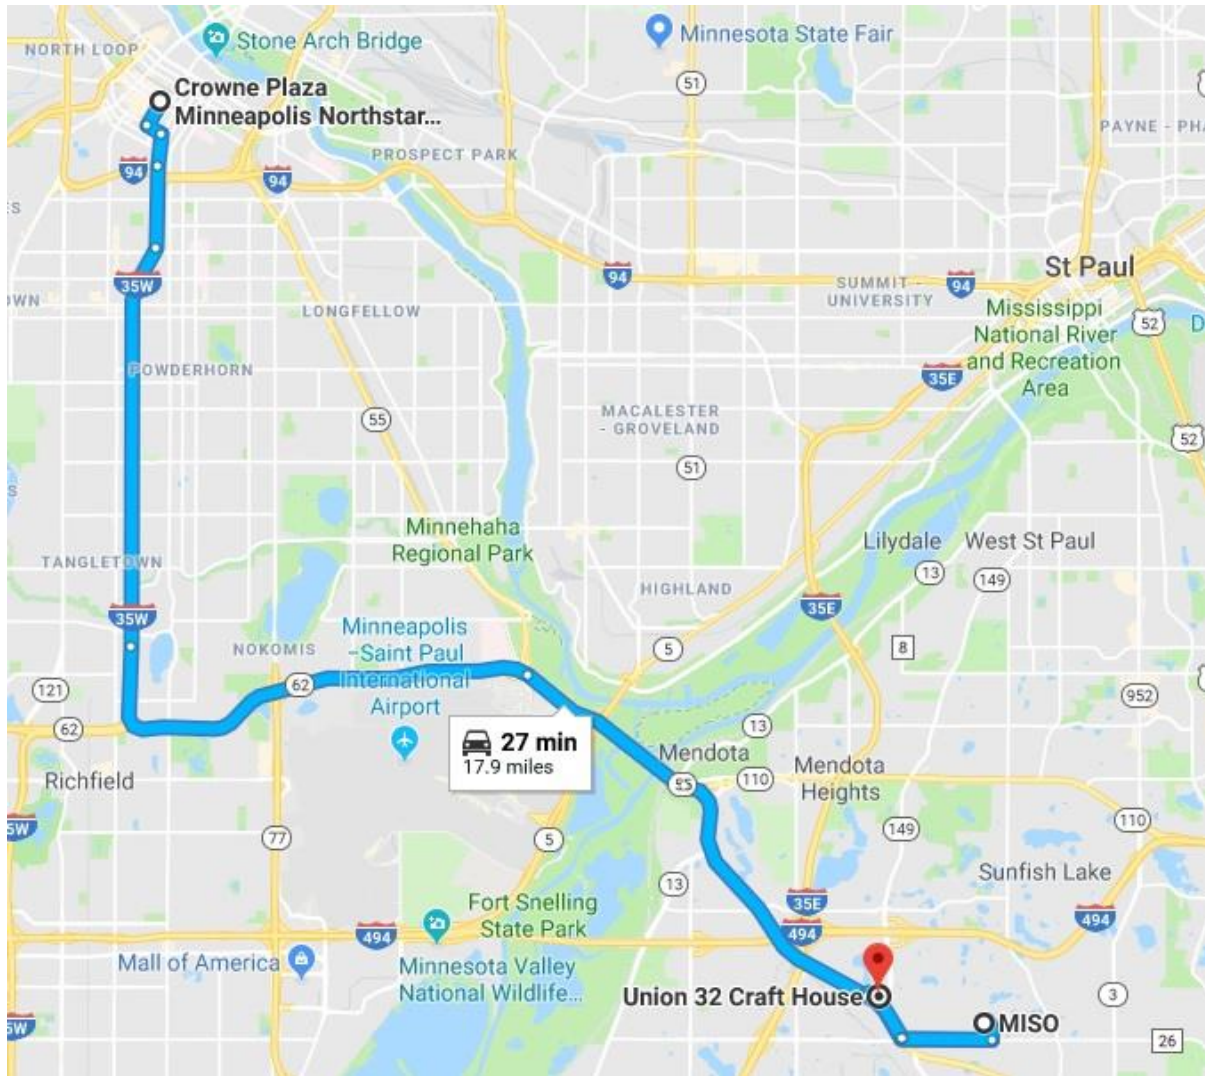 NORTH LOOP
Stone Arch Bridge
Minnesota State Fair
51
Crowne Plaza
Minneapolis Northstar...
PAYNE - PHA
PROSPECT PARK
94
94
ES
94
35W
SUMMIT -
UNIVERSITY
94
St Paul
OWN
LONGFELLOW
Mississippi
National River
and Recreation
Area
52
D
POWDERHORN
35E
55
MACALESTER
- GROVELAND
51
52
S
Minnehaha
Regional Park
Lilydale
West St Paul
13
149
TANGLETOWN
HIGHLAND
35E
35W
NOKOMIS
Minneapolis
-Saint Paul
International
Airport
5
8
121
62
62
952
27 min
17.9 miles
13
Mendota
55
110
Mendota
Heights
Richfield
5W
77
5
149
110
13
Sunfish Lake
Fort Snelling
State Park
35E
494
494
494
Mall of America
Minnesota Valley
National Wildlife...
Union 32 Craft House
MISO
3
5W
26